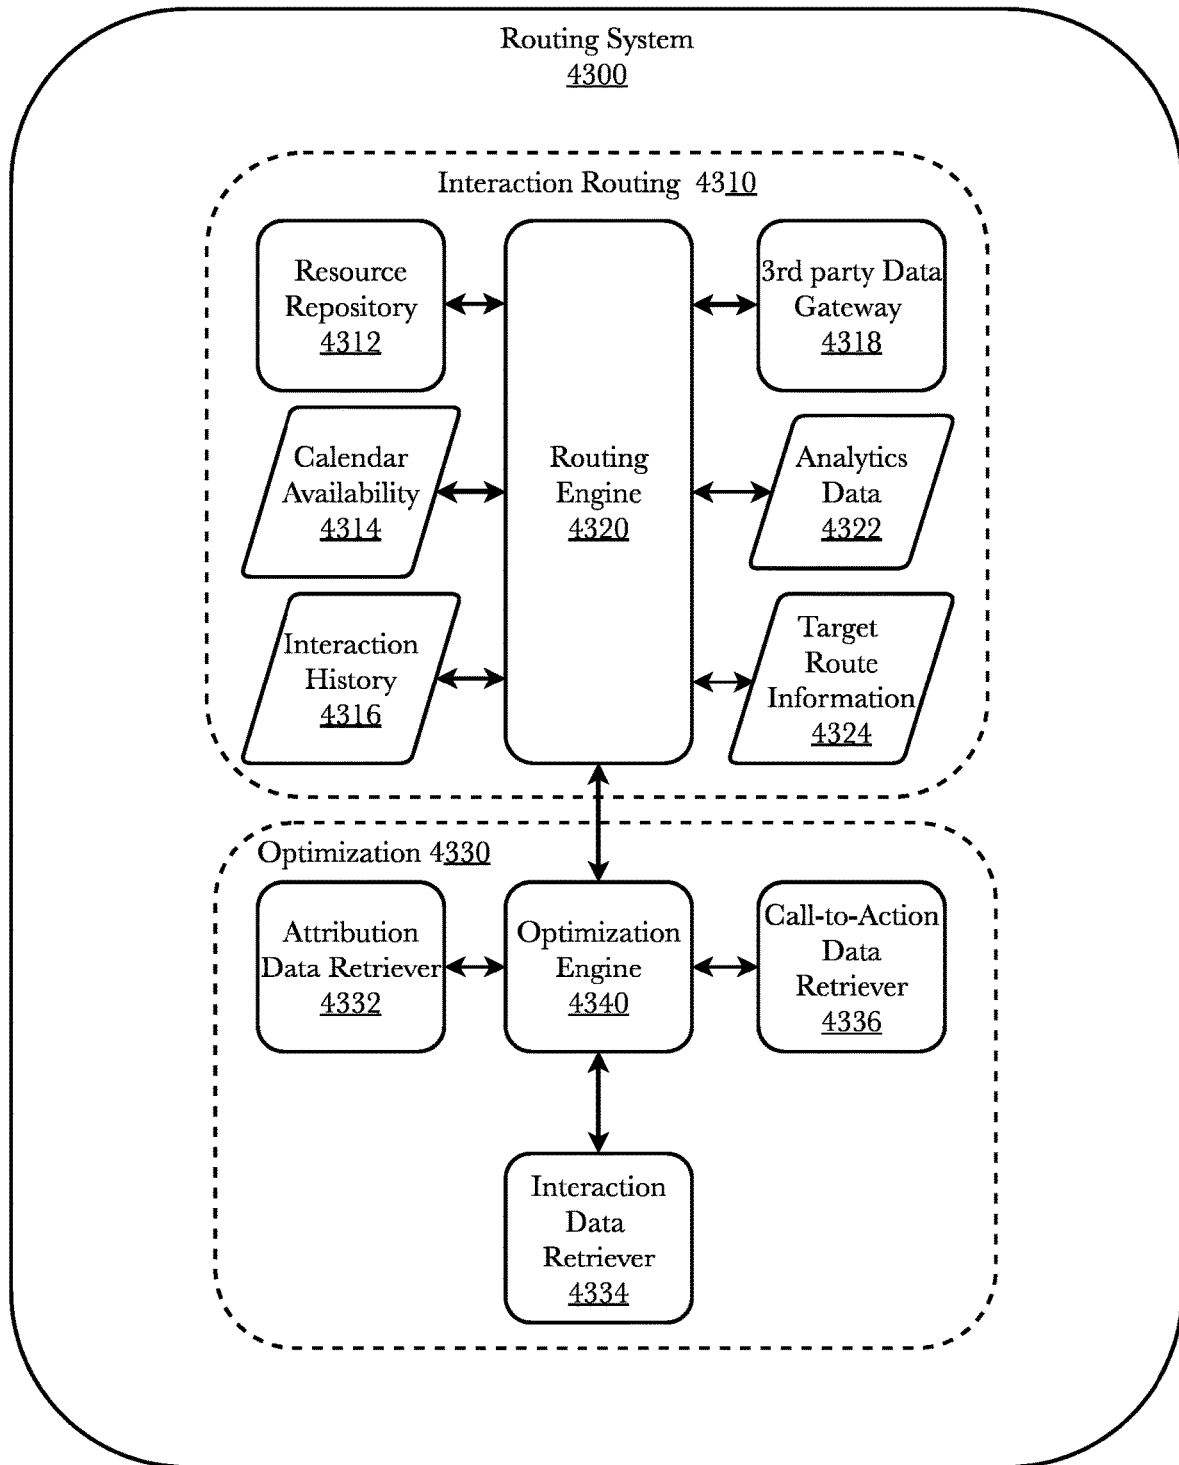 Routing System
4300
Interaction Routing 4310
Resource
Repository
4312
Routing
Engine
4320
3rd party Data
Gateway
4318
Calendar
Availability
4314
Analytics
Data
4322
Interaction
History
4316
Target
Route
Information
4324
Optimization 4330
Attribution
Data Retriever
4332
Optimization
Engine
4340
Call-to-Action
Data
Retriever
4336
Interaction
Data
Retriever
4334